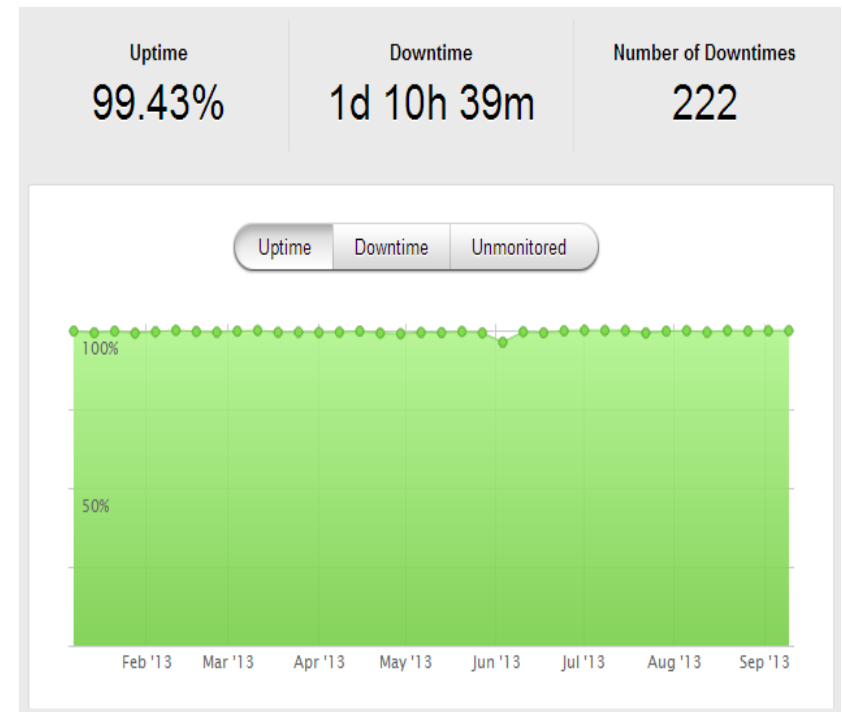 Uptime Downtime Number of Downtimes
99.43% 1d 10h 39m 222
Uptime Downtime Unmonitored
100%
50%
Feb '13 Mar '13 Apr '13 May '13 Jun '13 Jul '13 Aug '13 Sep '13